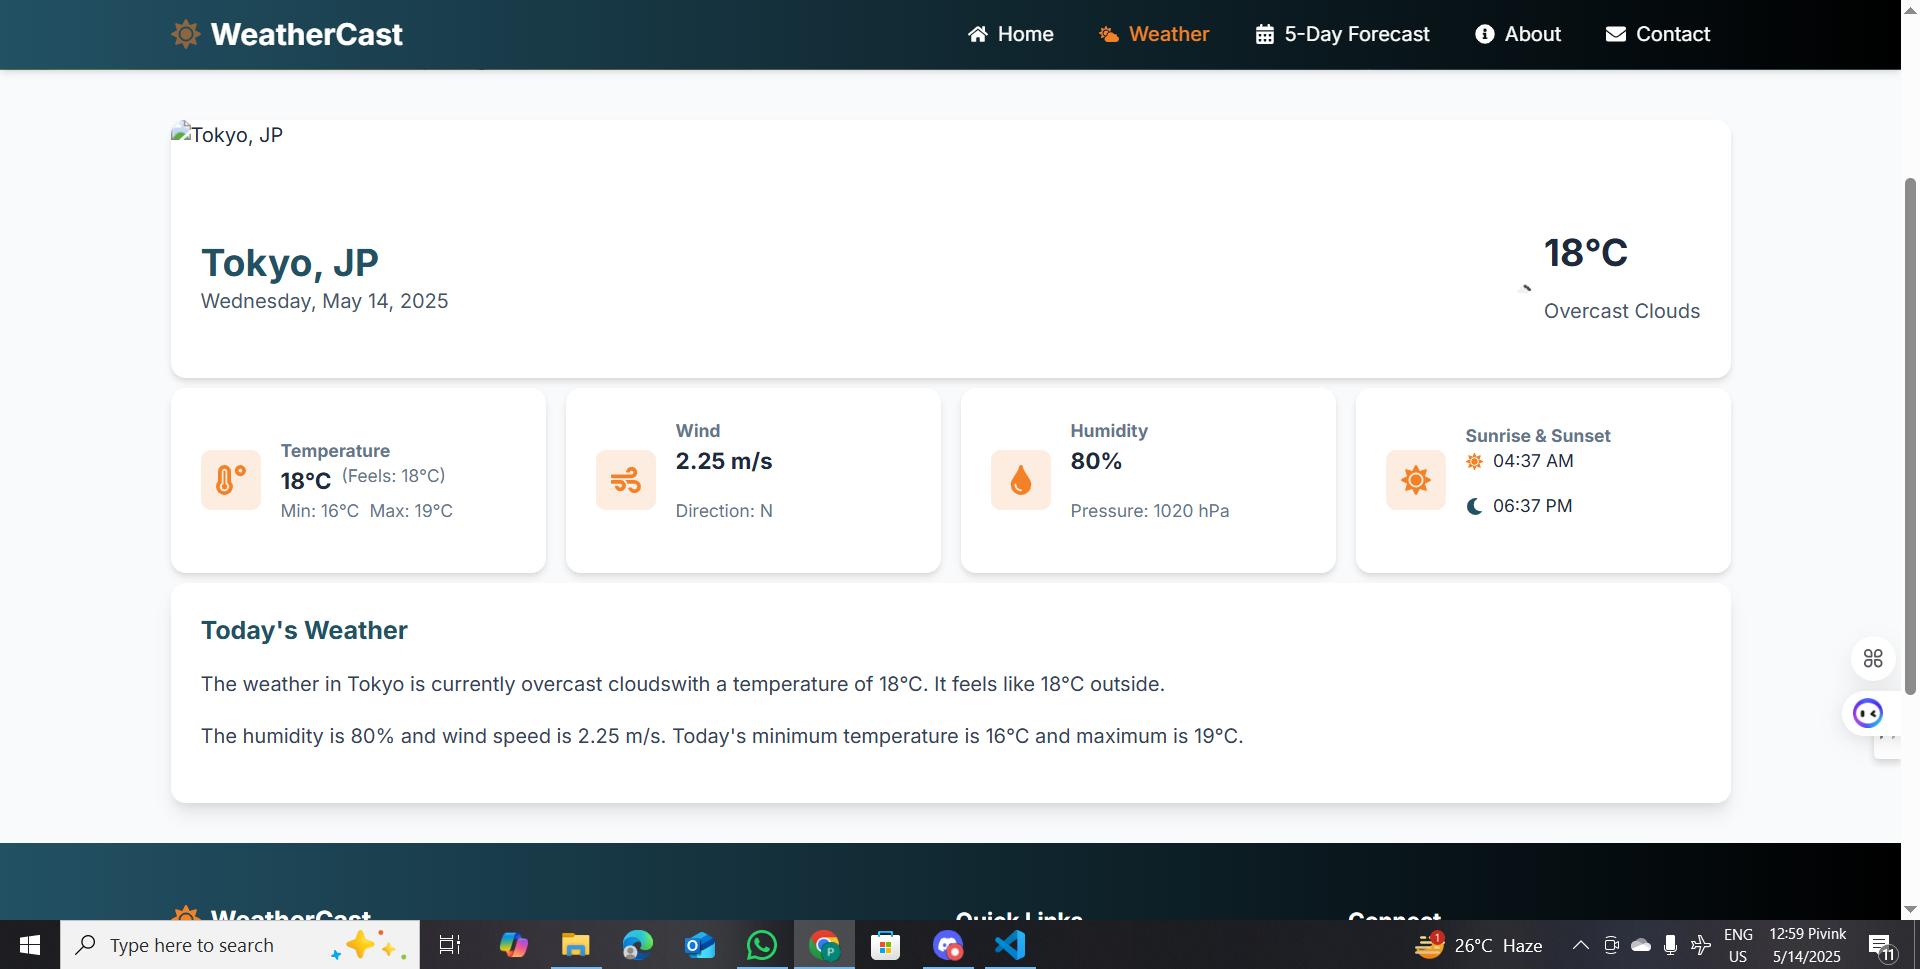 WeatherCast
Home
Weather
5-Day Forecast
About
Contact
Tokyo, JP
Tokyo, JP
Wednesday, May 14, 2025
18°C
Overcast Clouds
Temperature
18°C (Feels: 18°C)
Min: 16°C Max: 19°C
Wind
2.25 m/s
Direction: N
Humidity
80%
Pressure: 1020 hPa
Sunrise & Sunset
04:37 AM
06:37 PM
Today's Weather
The weather in Tokyo is currently overcast cloudswith a temperature of 18°C. It feels like 18°C outside.
The humidity is 80% and wind speed is 2.25 m/s. Today's minimum temperature is 16°C and maximum is 19°C.
WeatherCast
Quick Links
Connect
Type here to search
1
26°C Haze
ENG
US
12:59 Pivink
5/14/2025
11